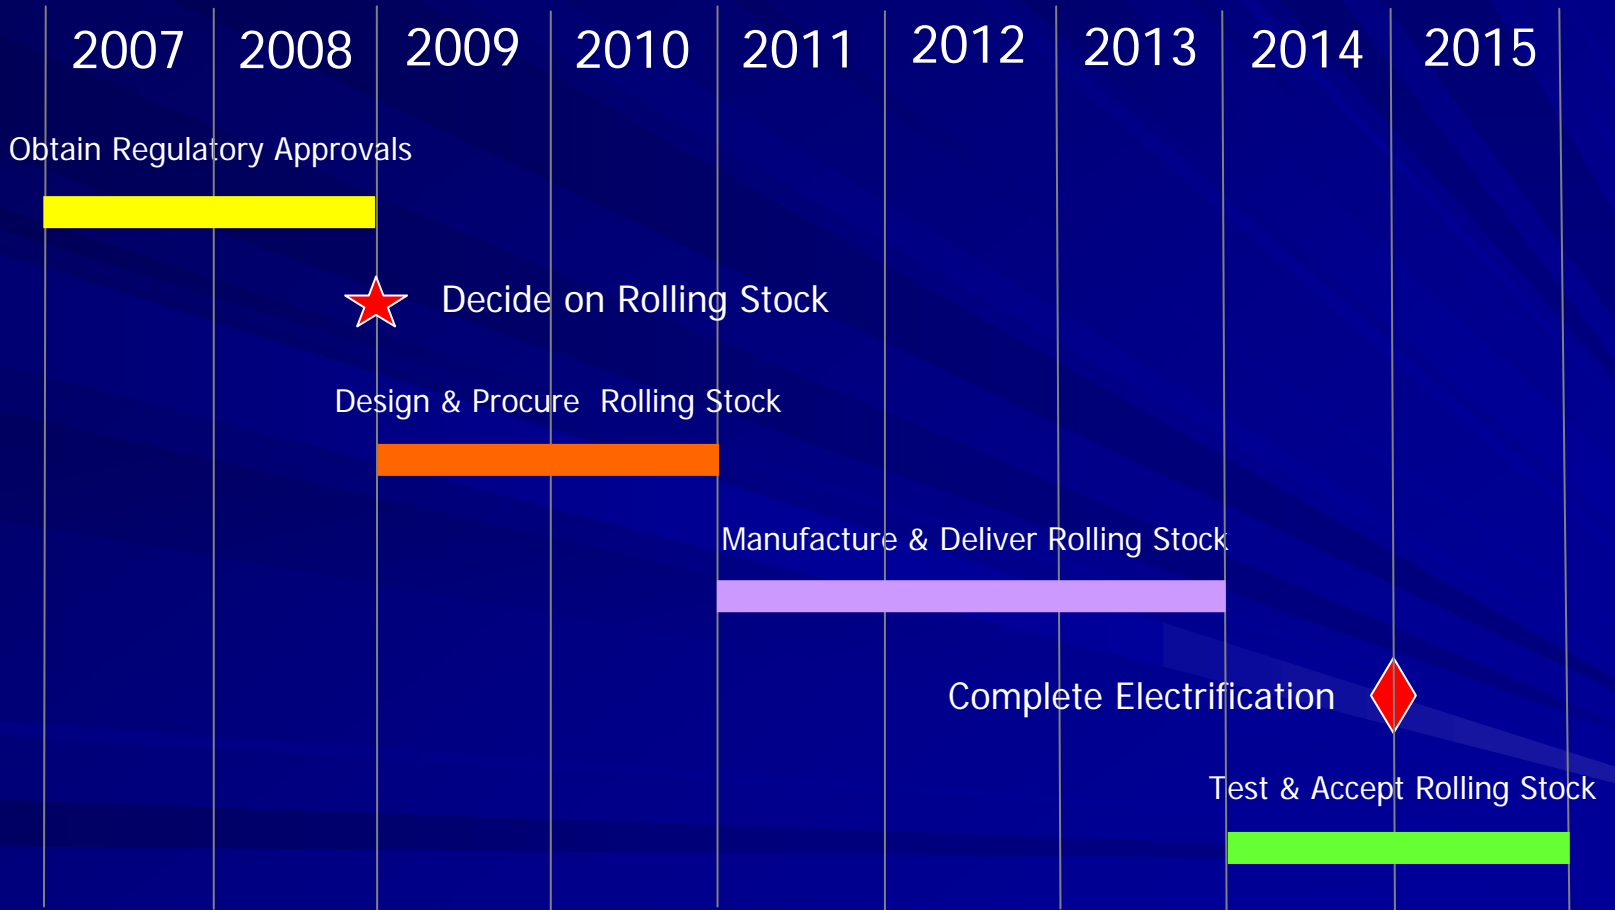 2007 2008 2009 2010 2011 2012 2013 2014 2015
Obtain Regulatory Approvals
Decide on Rolling Stock
Design & Procure Rolling Stock
Manufacture & Deliver Rolling Stock
Complete Electrification
Test & Accept Rolling Stock